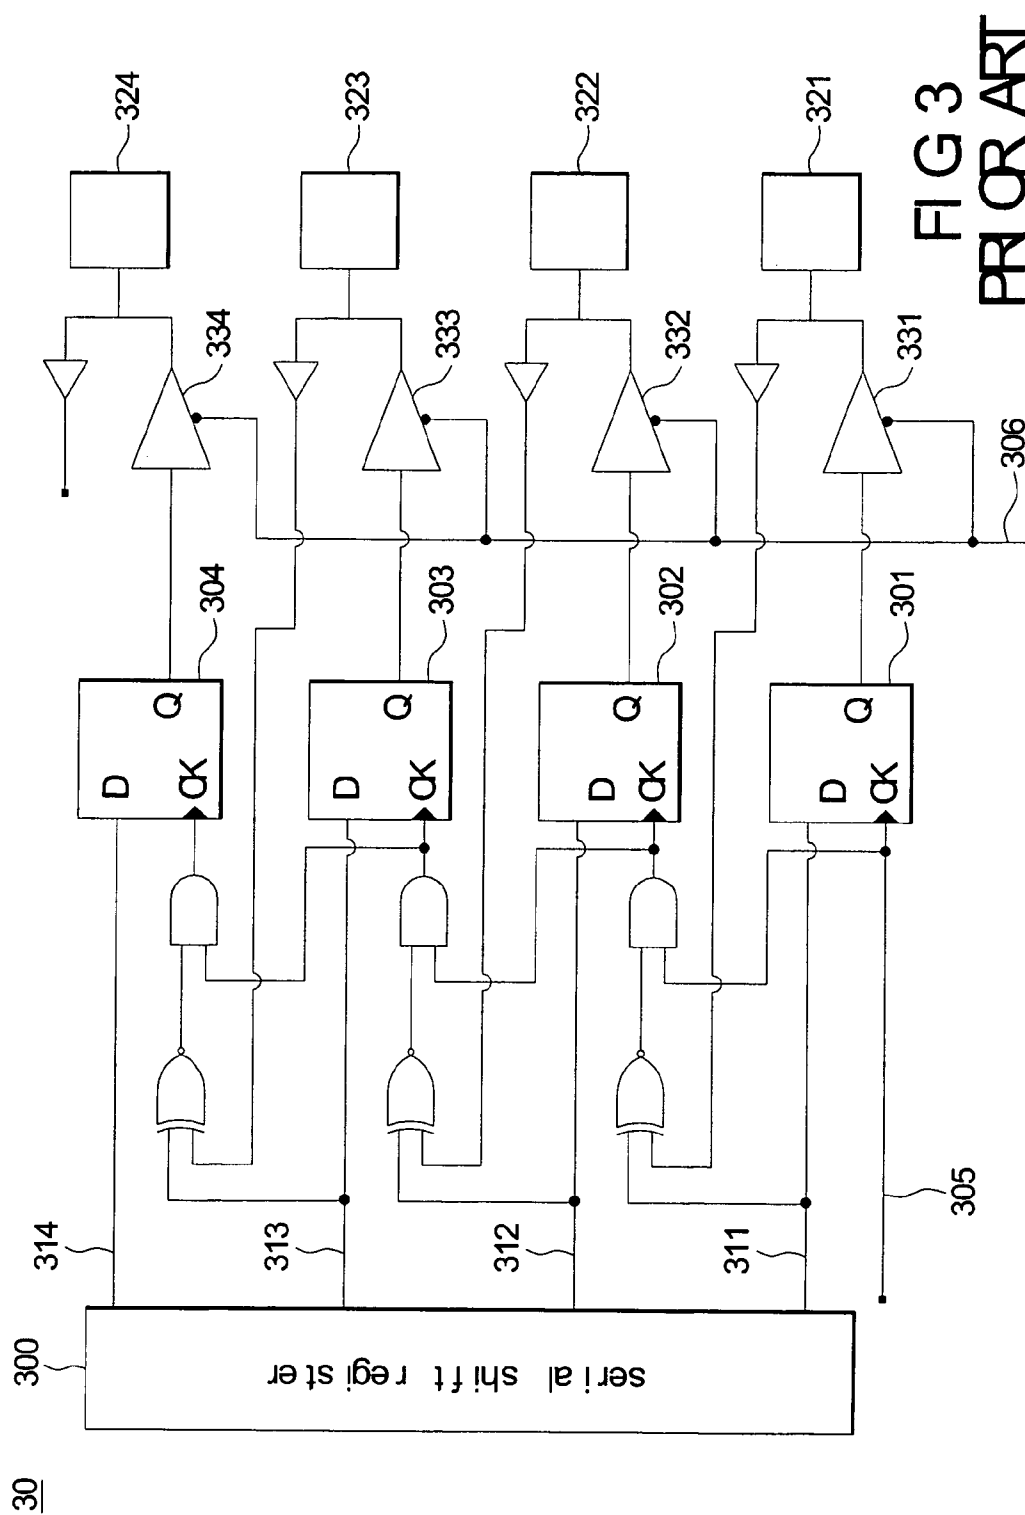 30
300
serial shift register
314
313
312
311
305
D
CK
Q
304
D
CK
Q
303
D
CK
Q
302
D
CK
Q
301
306
334
333
332
331
324
323
322
321
FIG 3
PRIOR ART